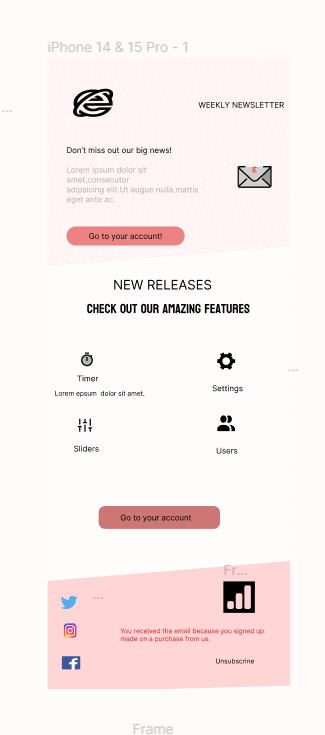 iPhone 14 & 15 Pro - 1
WEEKLY NEWSLETTER
Don't miss out our big news!
Lorem ipsum dolor sit
amet,consectetur
adipiscing elit.Ut augue nulla,mattis
eget ante ac.
E
Go to your account!
NEW RELEASES
CHECK OUT OUR AMAZING FEATURES
Timer
Lorem epsum dolor sit amet.
Settings
Sliders
Users
Go to your account
Fr...
You received the email because you signed up
made on a purchase from us.
Unsubscrine
Frame